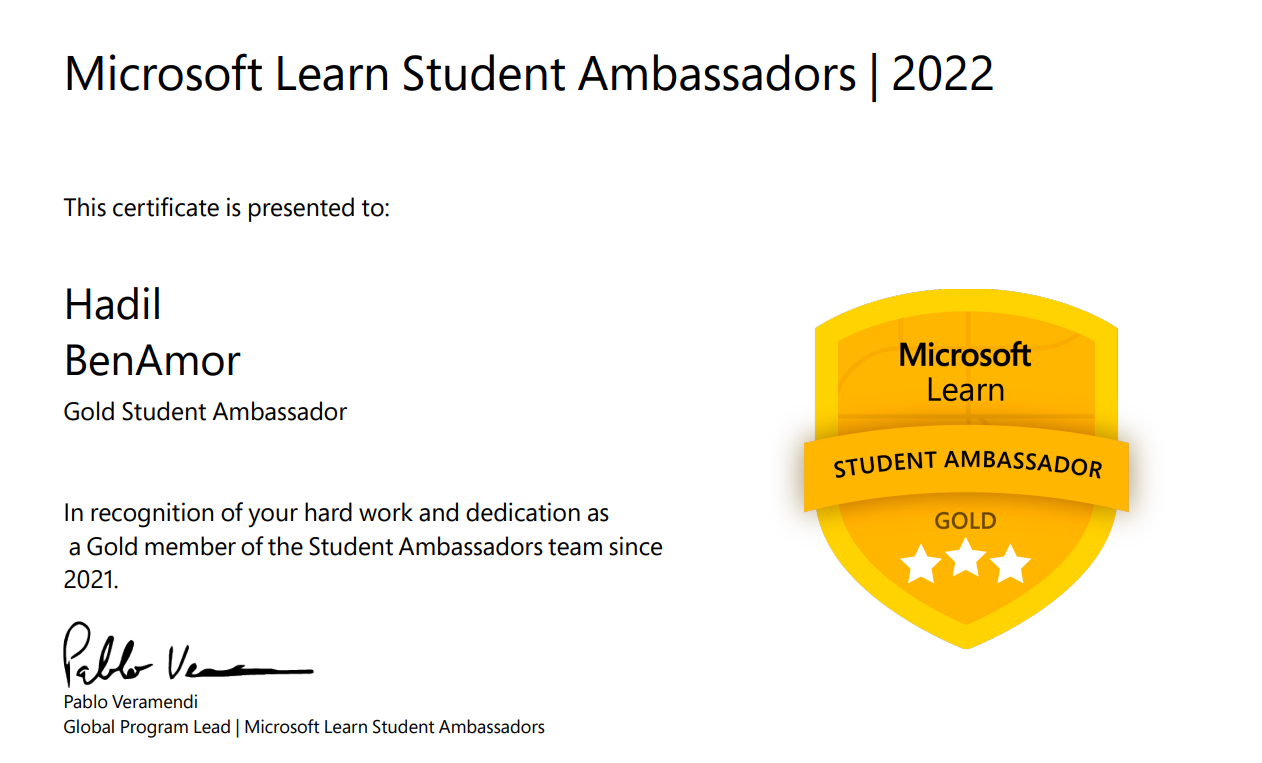 Microsoft Learn Student Ambassadors | 2022
This certificate is presented to:
Hadil
BenAmor
Gold Student Ambassador
In recognition of your hard work and dedication as
a Gold member of the Student Ambassadors team since
2021.
Pablo Veramendi
Global Program Lead | Microsoft Learn Student Ambassadors
Microsoft
Learn
STUDENT AMBASSADOR
GOLD